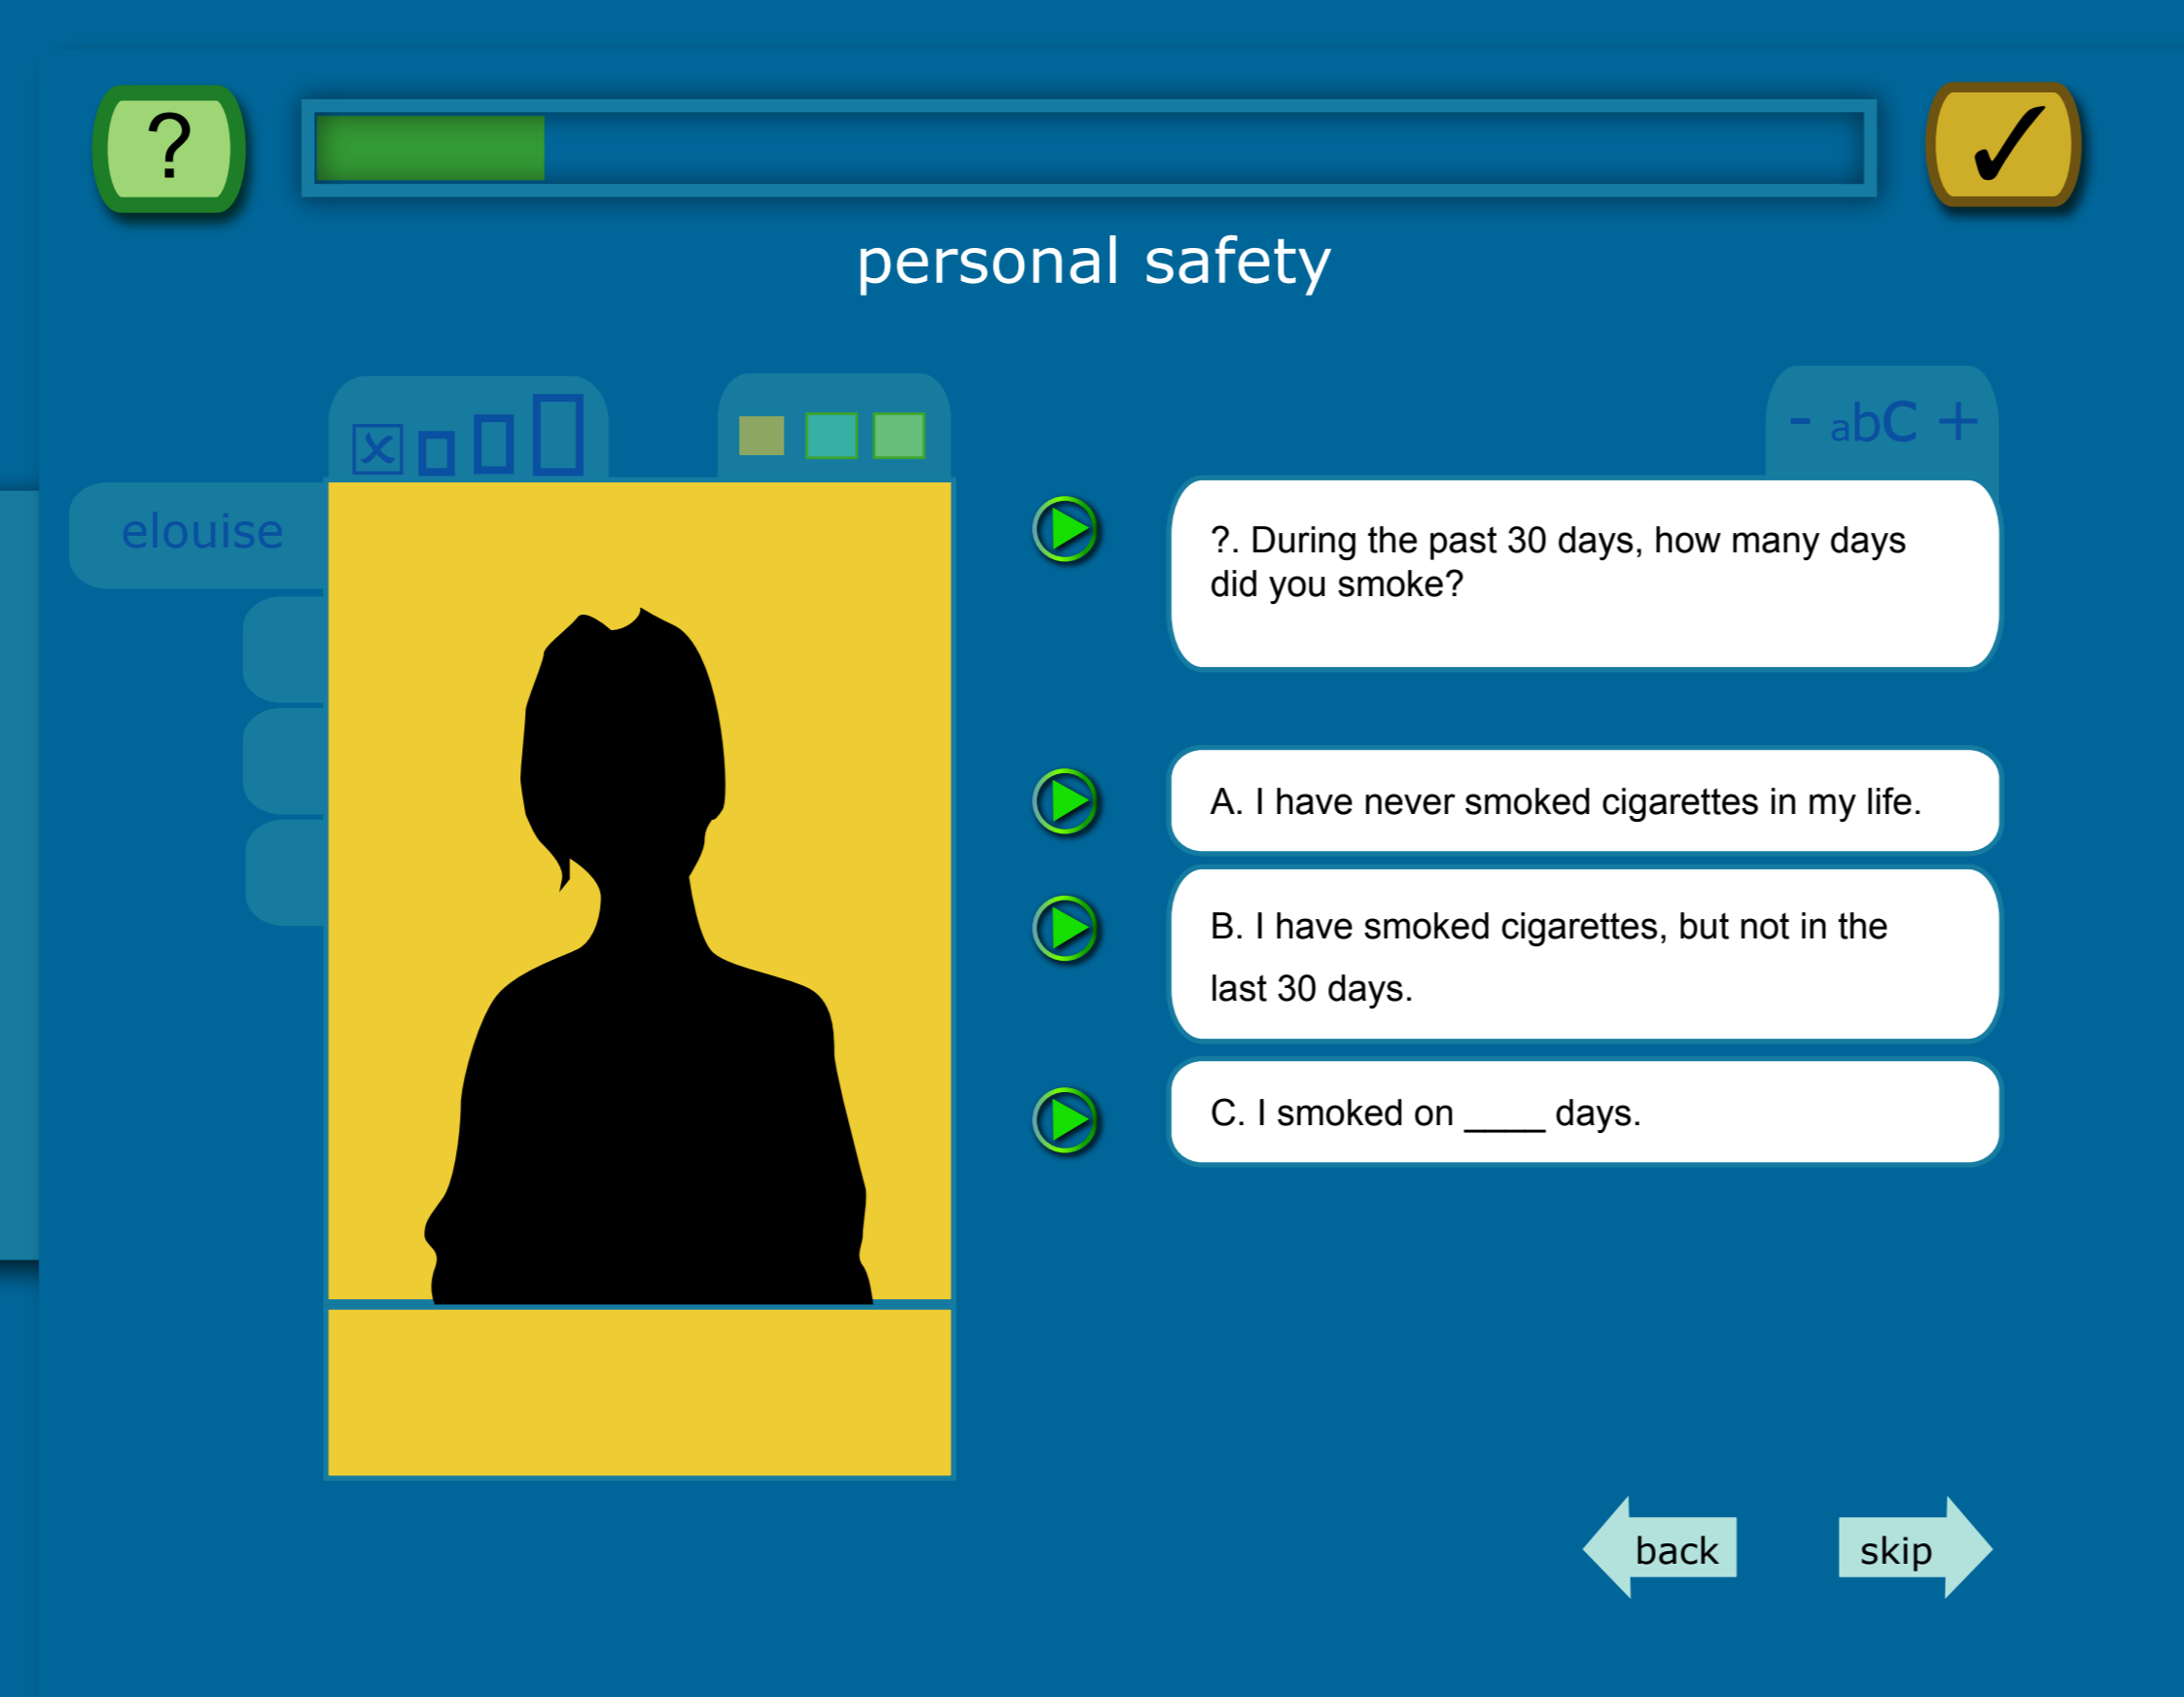 ?
✓
personal safety
x
- abC +
elouise
?. During the past 30 days, how many days
did you smoke?
A. I have never smoked cigarettes in my life.
B. I have smoked cigarettes, but not in the
last 30 days.
C. I smoked on ____ days.
back
skip